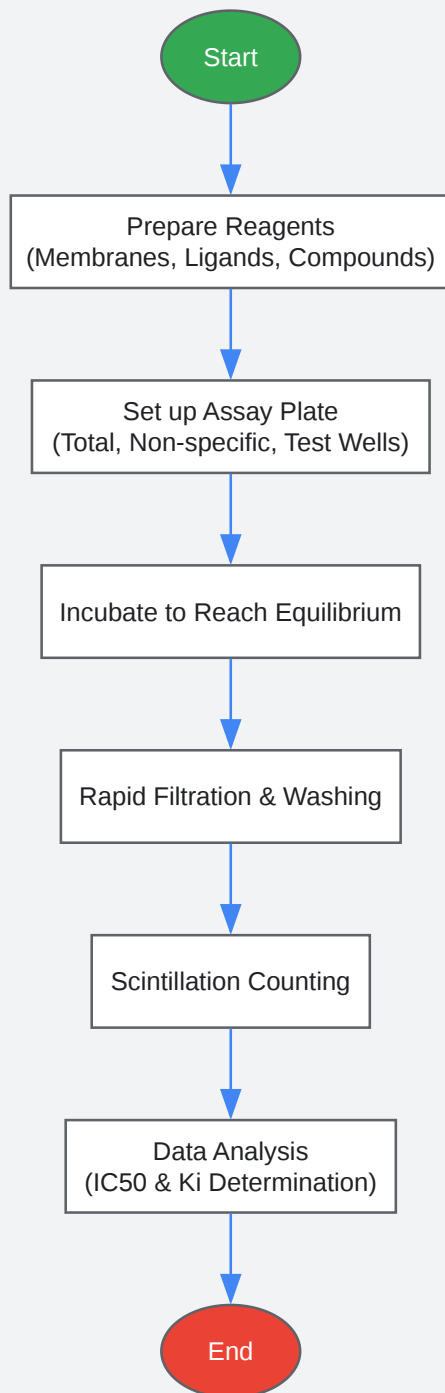 Start
Prepare Reagents
(Membranes, Ligands, Compounds)
Set up Assay Plate
(Total, Non-specific, Test Wells)
Incubate to Reach Equilibrium
Rapid Filtration & Washing
Scintillation Counting
Data Analysis
(IC50 & Ki Determination)
End